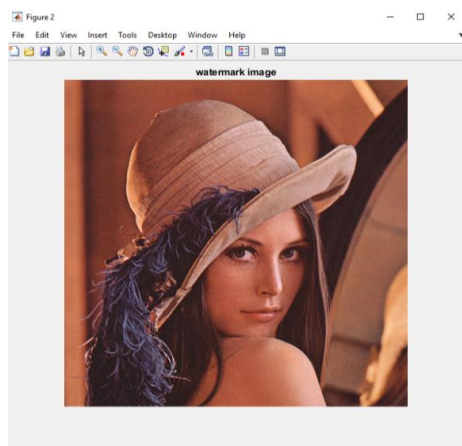 Figure 2
File Edit View Insert Tools Desktop Window Help
watermark image